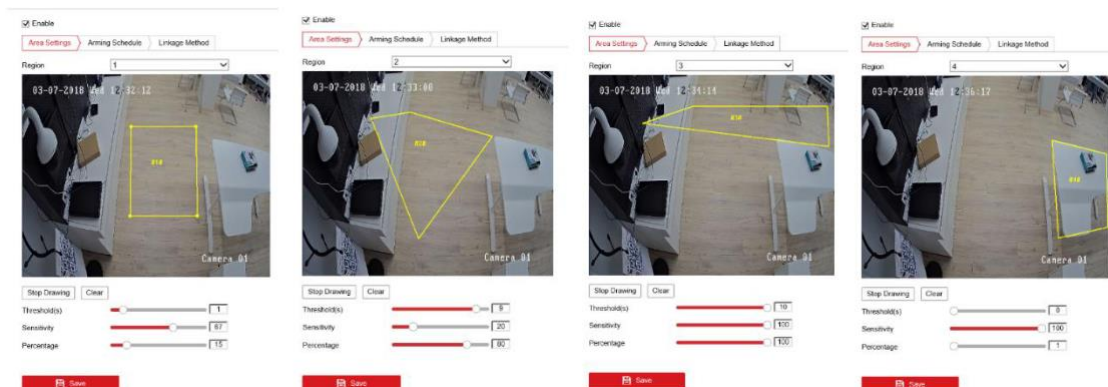 Enable
Area Settings Arming Schedule Linkage Method
Region 1
03-07-2018 Wed 12:32:12
#1#
Camera 01
Stop Drawing Clear
Threshold(s) 1
Sensitivity 67
Percentage 15
Save
Enable
Area Settings Arming Schedule Linkage Method
Region 2
03-07-2018 Wed 12:33:08
#2#
Camera 01
Stop Drawing Clear
Threshold(s) 9
Sensitivity 20
Percentage 80
Save
Enable
Area Settings Arming Schedule Linkage Method
Region 3
03-07-2018 Wed 12:34:14
#3#
Camera 01
Stop Drawing Clear
Threshold(s) 10
Sensitivity 100
Percentage 100
Save
Enable
Area Settings Arming Schedule Linkage Method
Region 4
03-07-2018 Wed 12:36:17
#4#
Camera 01
Stop Drawing Clear
Threshold(s) 0
Sensitivity 100
Percentage 1
Save